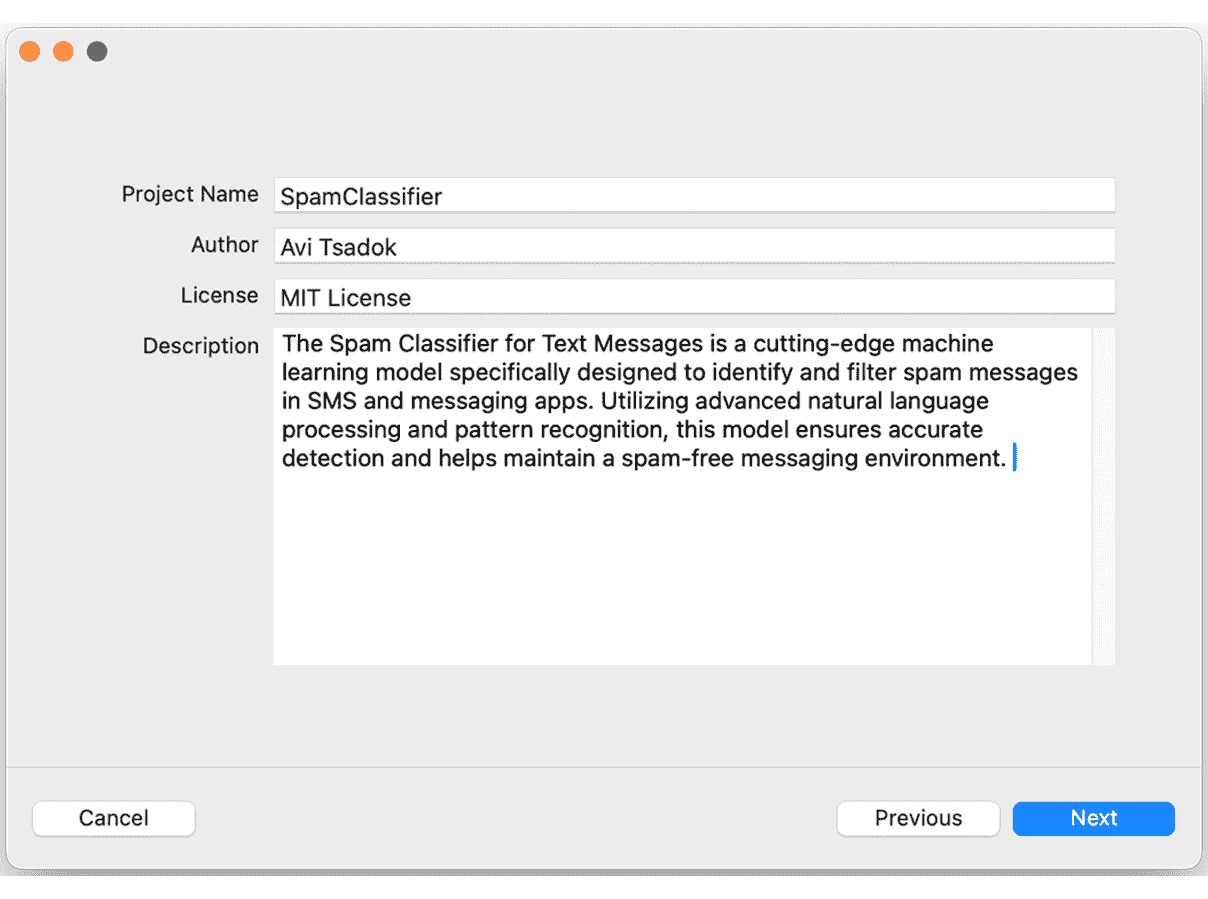 Project Name SpamClassifier
Author Avi Tsadok
License MIT License
Description The Spam Classifier for Text Messages is a cutting-edge machine
learning model specifically designed to identify and filter spam messages
in SMS and messaging apps. Utilizing advanced natural language
processing and pattern recognition, this model ensures accurate
detection and helps maintain a spam-free messaging environment.
Cancel Previous Next